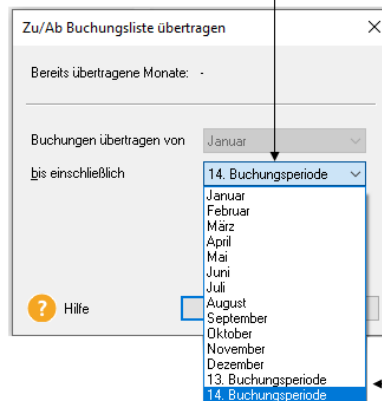 Zu/Ab Buchungsliste übertragen
Bereits übertragene Monate: -
Buchungen übertragen von Januar
bis einschließlich 14. Buchungsperiode
Januar
Februar
März
April
Mai
Juni
Juli
August
September
Oktober
November
Dezember
13. Buchungsperiode
14. Buchungsperiode
? Hilfe